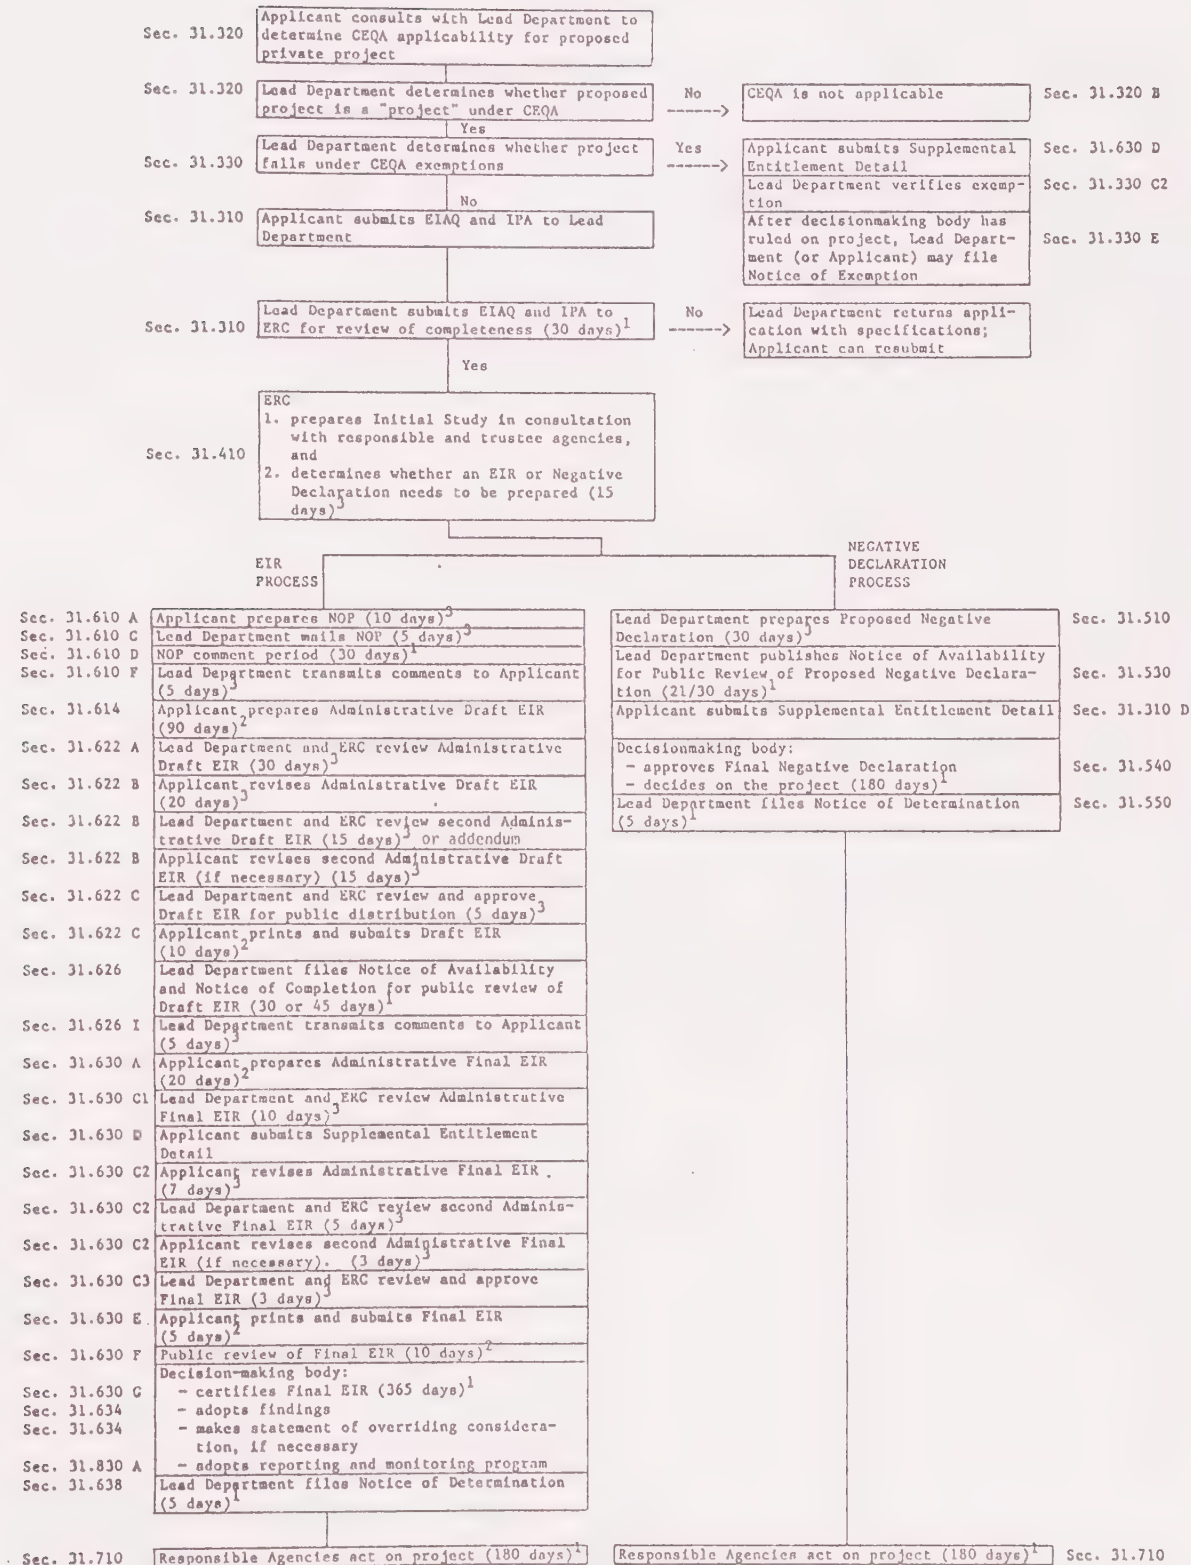 Sec. 31.320
Applicant consults with Lead Department to
determine CEQA applicability for proposed
private project
Sec. 31.320
Lead Department determines whether proposed
project is a "project" under CEQA
No
------>
CEQA is not applicable
Sec. 31.320 B
Yes
Sec. 31.330
Lead Department determines whether project
falls under CEQA exemptions
Yes
------>
Applicant submits Supplemental
Entitlement Detail
Sec. 31.630 D
Lead Department verifies exemp-
tion
Sec. 31.330 C2
After decisionmaking body has
ruled on project, Lead Depart-
ment (or Applicant) may file
Notice of Exemption
Sec. 31.330 E
No
Sec. 31.310
Applicant submits EIAQ and IPA to Lead
Department
Sec. 31.310
Lead Department submits EIAQ and IPA to
ERC for review of completeness (30 days)1
No
------>
Lead Department returns appli-
cation with specifications;
Applicant can resubmit
Yes
Sec. 31.410
ERC
1. prepares Initial Study in consultation
with responsible and trustee agencies,
and
2. determines whether an EIR or Negative
Declaration needs to be prepared (15
days)3
EIR
PROCESS
NEGATIVE
DECLARATION
PROCESS
Sec. 31.610 A
Applicant prepares NOP (10 days)3
Sec. 31.610 C
Lead Department mails NOP (5 days)3
Sec. 31.610 D
NOP comment period (30 days)1
Sec. 31.610 F
Lead Department transmits comments to Applicant
(5 days)3
Sec. 31.614
Applicant prepares Administrative Draft EIR
(90 days)2
Sec. 31.622 A
Lead Department and ERC review Administrative
Draft EIR (30 days)3
Sec. 31.622 B
Applicant revises Administrative Draft EIR
(20 days)3
Sec. 31.622 B
Lead Department and ERC review second Adminis-
trative Draft EIR (15 days)3 or addendum
Sec. 31.622 B
Applicant revises second Administrative Draft
EIR (if necessary) (15 days)3
Sec. 31.622 C
Lead Department and ERC review and approve
Draft EIR for public distribution (5 days)3
Sec. 31.622 C
Applicant prints and submits Draft EIR
(10 days)2
Sec. 31.626
Lead Department files Notice of Availability
and Notice of Completion for public review of
Draft EIR (30 or 45 days)1
Sec. 31.626 I
Lead Department transmits comments to Applicant
(5 days)3
Sec. 31.630 A
Applicant prepares Administrative Final EIR
(20 days)2
Sec. 31.630 C1
Lead Department and ERC review Administrative
Final EIR (10 days)3
Sec. 31.630 D
Applicant submits Supplemental Entitlement
Detail
Sec. 31.630 C2
Applicant revises Administrative Final EIR
(7 days)3
Sec. 31.630 C2
Lead Department and ERC review second Adminis-
trative Final EIR (5 days)3
Sec. 31.630 C2
Applicant revises second Administrative Final
EIR (if necessary). (3 days)3
Sec. 31.630 C3
Lead Department and ERC review and approve
Final EIR (3 days)3
Sec. 31.630 E
Applicant prints and submits Final EIR
(5 days)2
Sec. 31.630 F
Public review of Final EIR (10 days)2
Decision-making body:
Sec. 31.630 G
- certifies Final EIR (365 days)1
Sec. 31.634
- adopts findings
Sec. 31.634
- makes statement of overriding considera-
tion, if necessary
Sec. 31.830 A
- adopts reporting and monitoring program
Sec. 31.638
Lead Department files Notice of Determination
(5 days)1
Sec. 31.710
Responsible Agencies act on project (180 days)1
Lead Department prepares Proposed Negative
Declaration (30 days)3
Sec. 31.510
Lead Department publishes Notice of Availability
for Public Review of Proposed Negative Declara-
tion (21/30 days)1
Sec. 31.530
Applicant submits Supplemental Entitlement Detail
Sec. 31.310 D
Decisionmaking body:
- approves Final Negative Declaration
- decides on the project (180 days)1
Sec. 31.540
Lead Department files Notice of Determination
(5 days)1
Sec. 31.550
Responsible Agencies act on project (180 days)1
Sec. 31.710